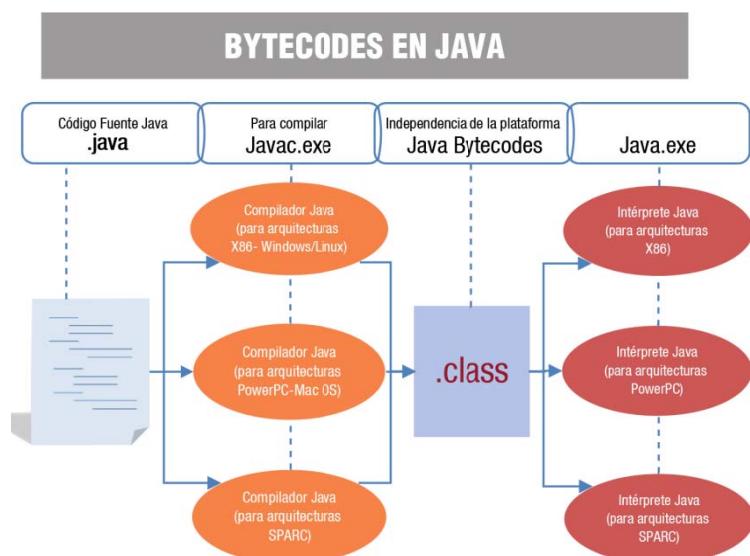 BYTECODES EN JAVA
Código Fuente Java
.java
Para compilar
Javac.exe
Independencia de la plataforma
Java Bytecodes
Java.exe
Compilador Java
(para arquitecturas
X86- Windows/Linux)
Compilador Java
(para arquitecturas
PowerPC-Mac OS)
Compilador Java
(para arquitecturas
SPARC)
.class
Intérprete Java
(para arquitecturas
X86)
Intérprete Java
(para arquitecturas
PowerPC)
Intérprete Java
(para arquitecturas
SPARC)